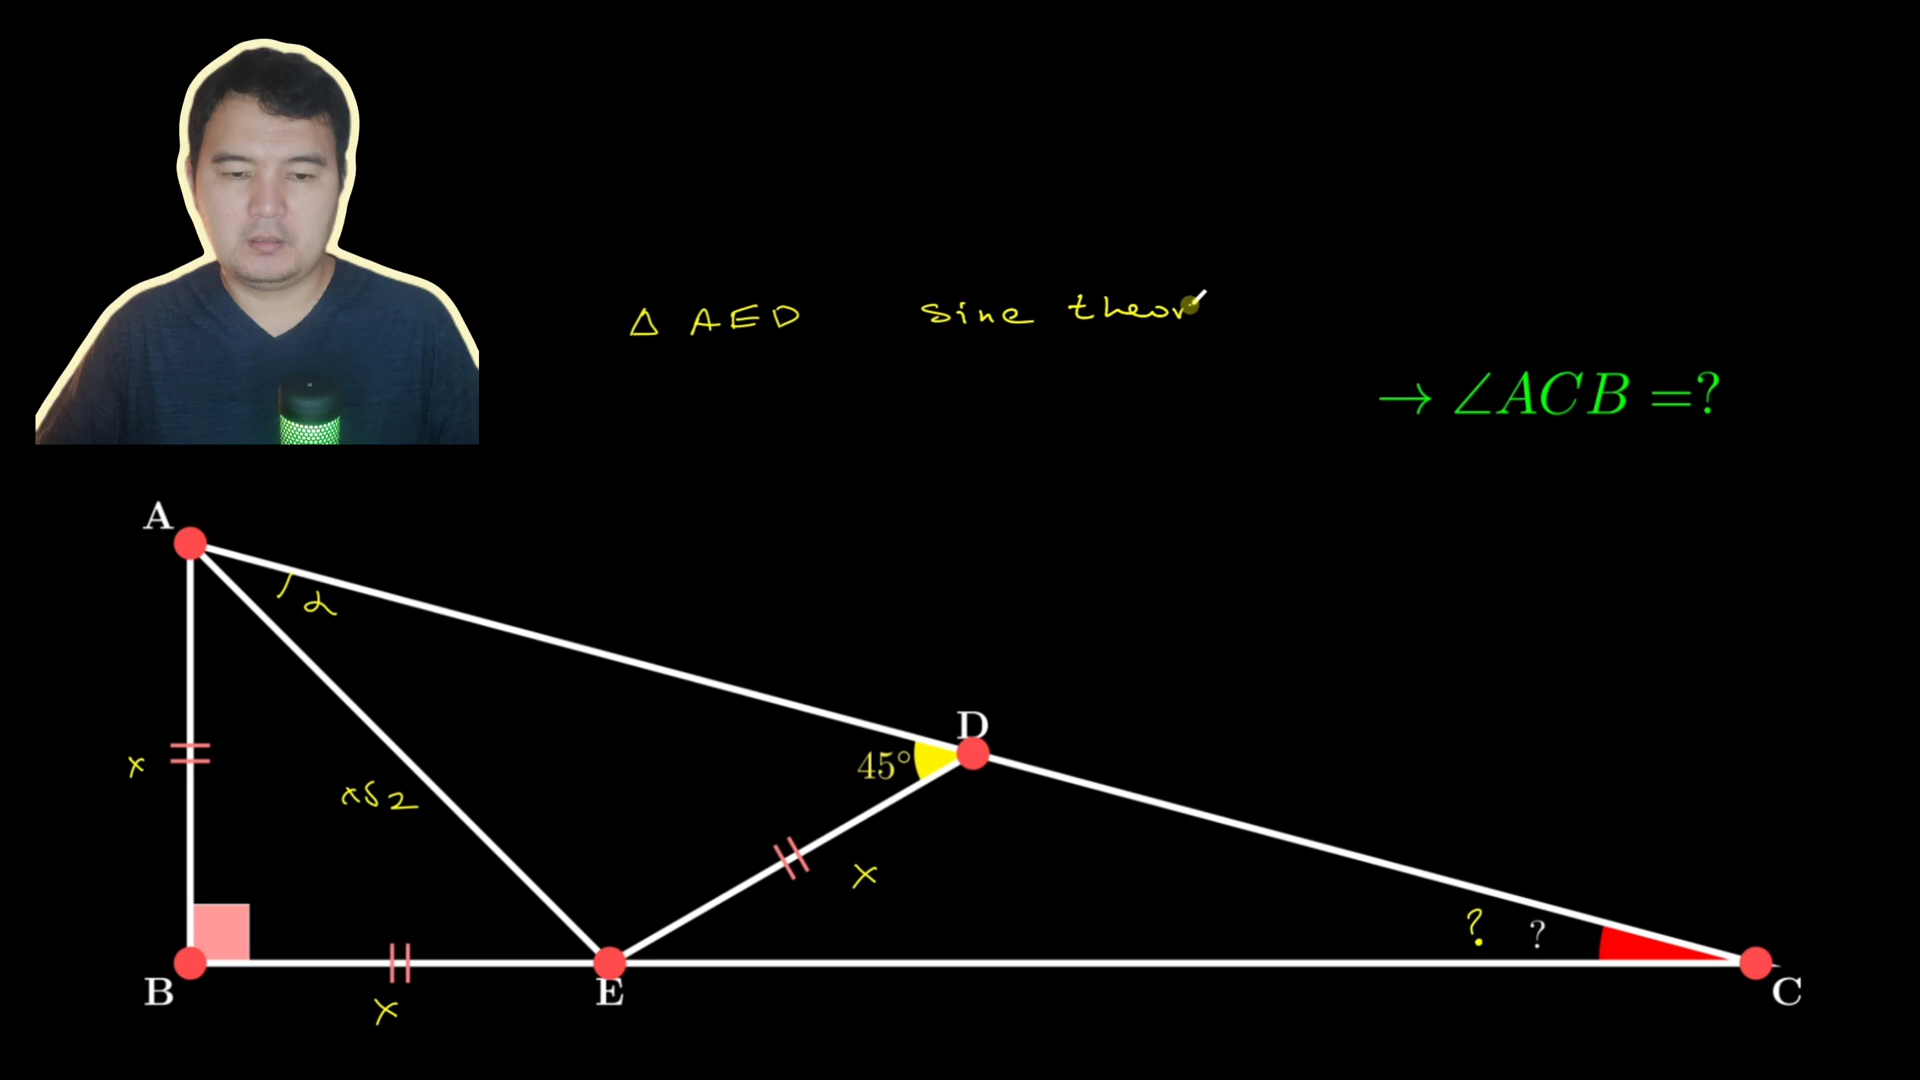 △ AED sine theor
→ ∠ACB =?
A
α
D
45°
x
x√2
x
? ?
B
E
C
x